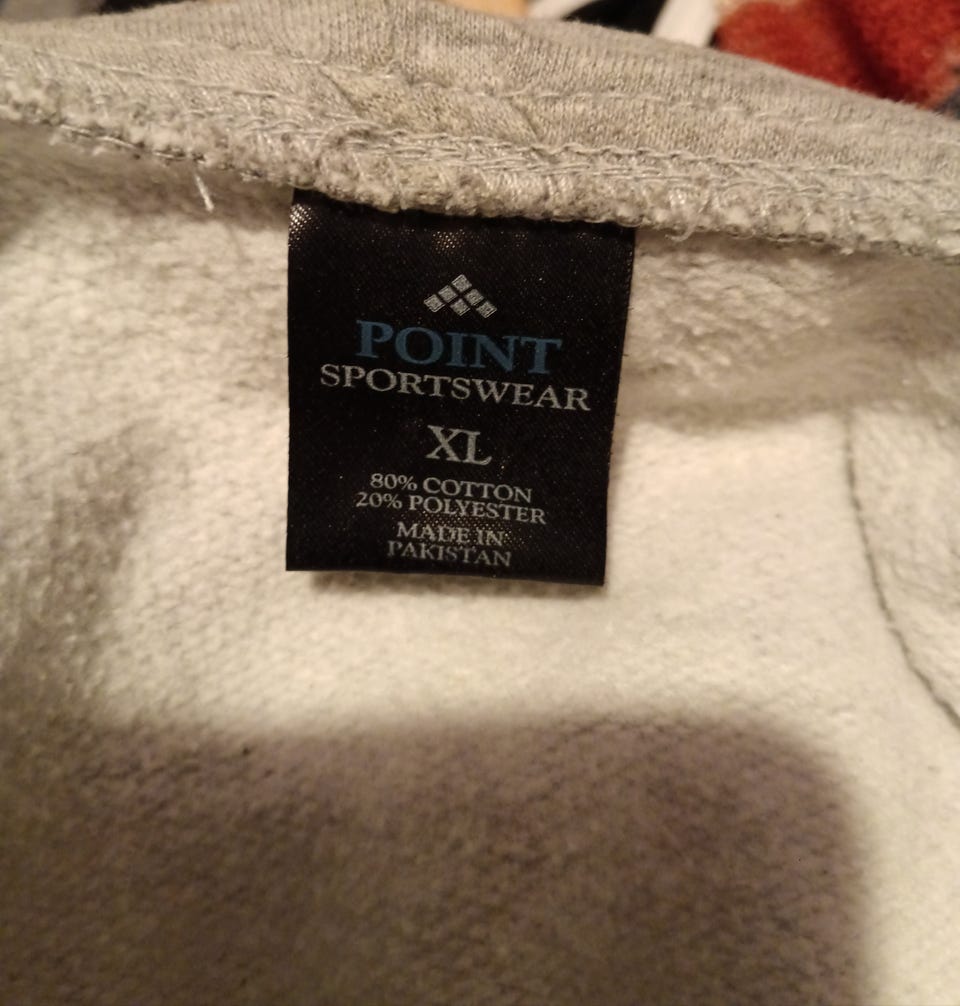 POINT
SPORTSWEAR
XL
80% COTTON
20% POLYESTER
MADE IN
PAKISTAN